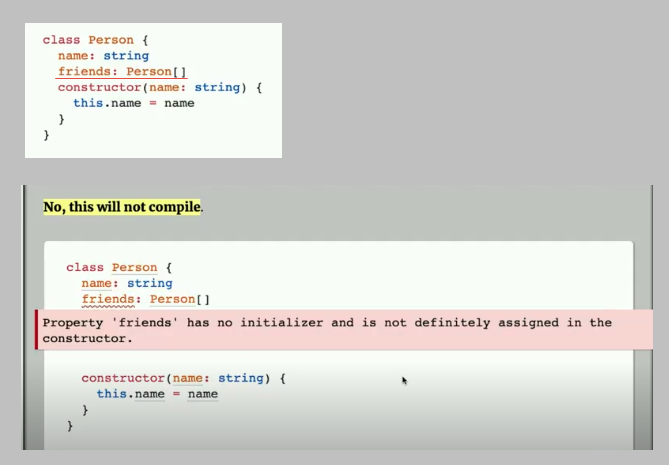 class Person {
  name: string
  friends: Person[]
  constructor(name: string) {
    this.name = name
  }
}
No, this will not compile.
class Person {
  name: string
  friends: Person[]
Property 'friends' has no initializer and is not definitely assigned in the
constructor.
  constructor(name: string) {
    this.name = name
  }
}